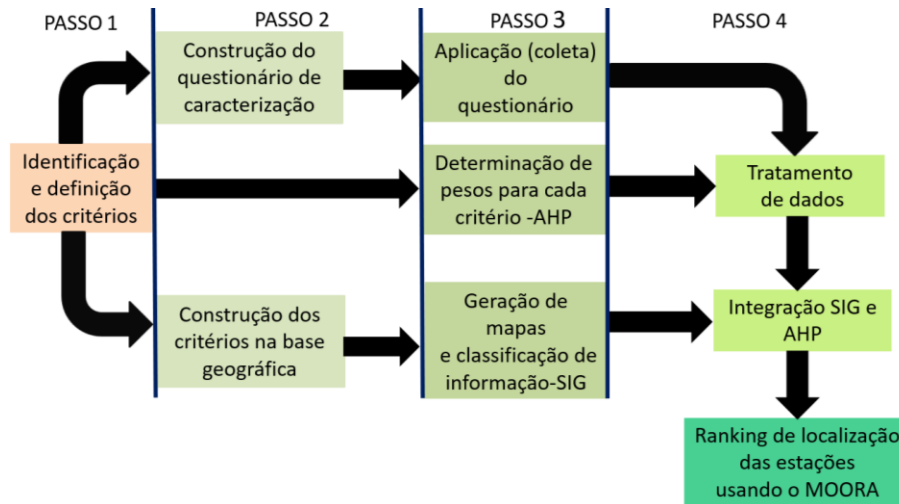 PASSO 1
PASSO 2
PASSO 3
PASSO 4
Identificação
e definição
dos critérios
Construção do
questionário de
caracterização
Construção dos
critérios na base
geográfica
Aplicação (coleta)
do
questionário
Determinação de
pesos para cada
critério -AHP
Geração de
mapas
e classificação de
informação-SIG
Tratamento
de dados
Integração SIG e
AHP
Ranking de localização
das estações
usando o MOORA